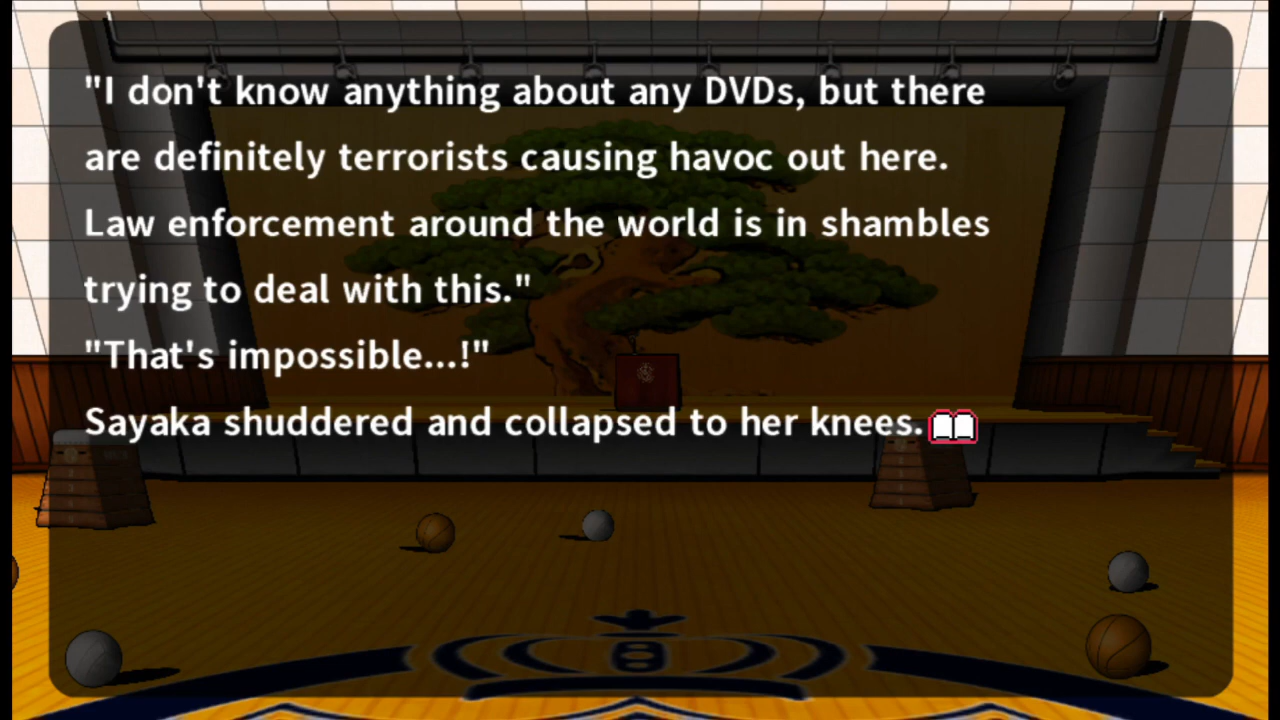 "I don't know anything about any DVDs, but there
are definitely terrorists causing havoc out here.
Law enforcement around the world is in shambles
trying to deal with this."
"That's impossible...!"
Sayaka shuddered and collapsed to her knees.